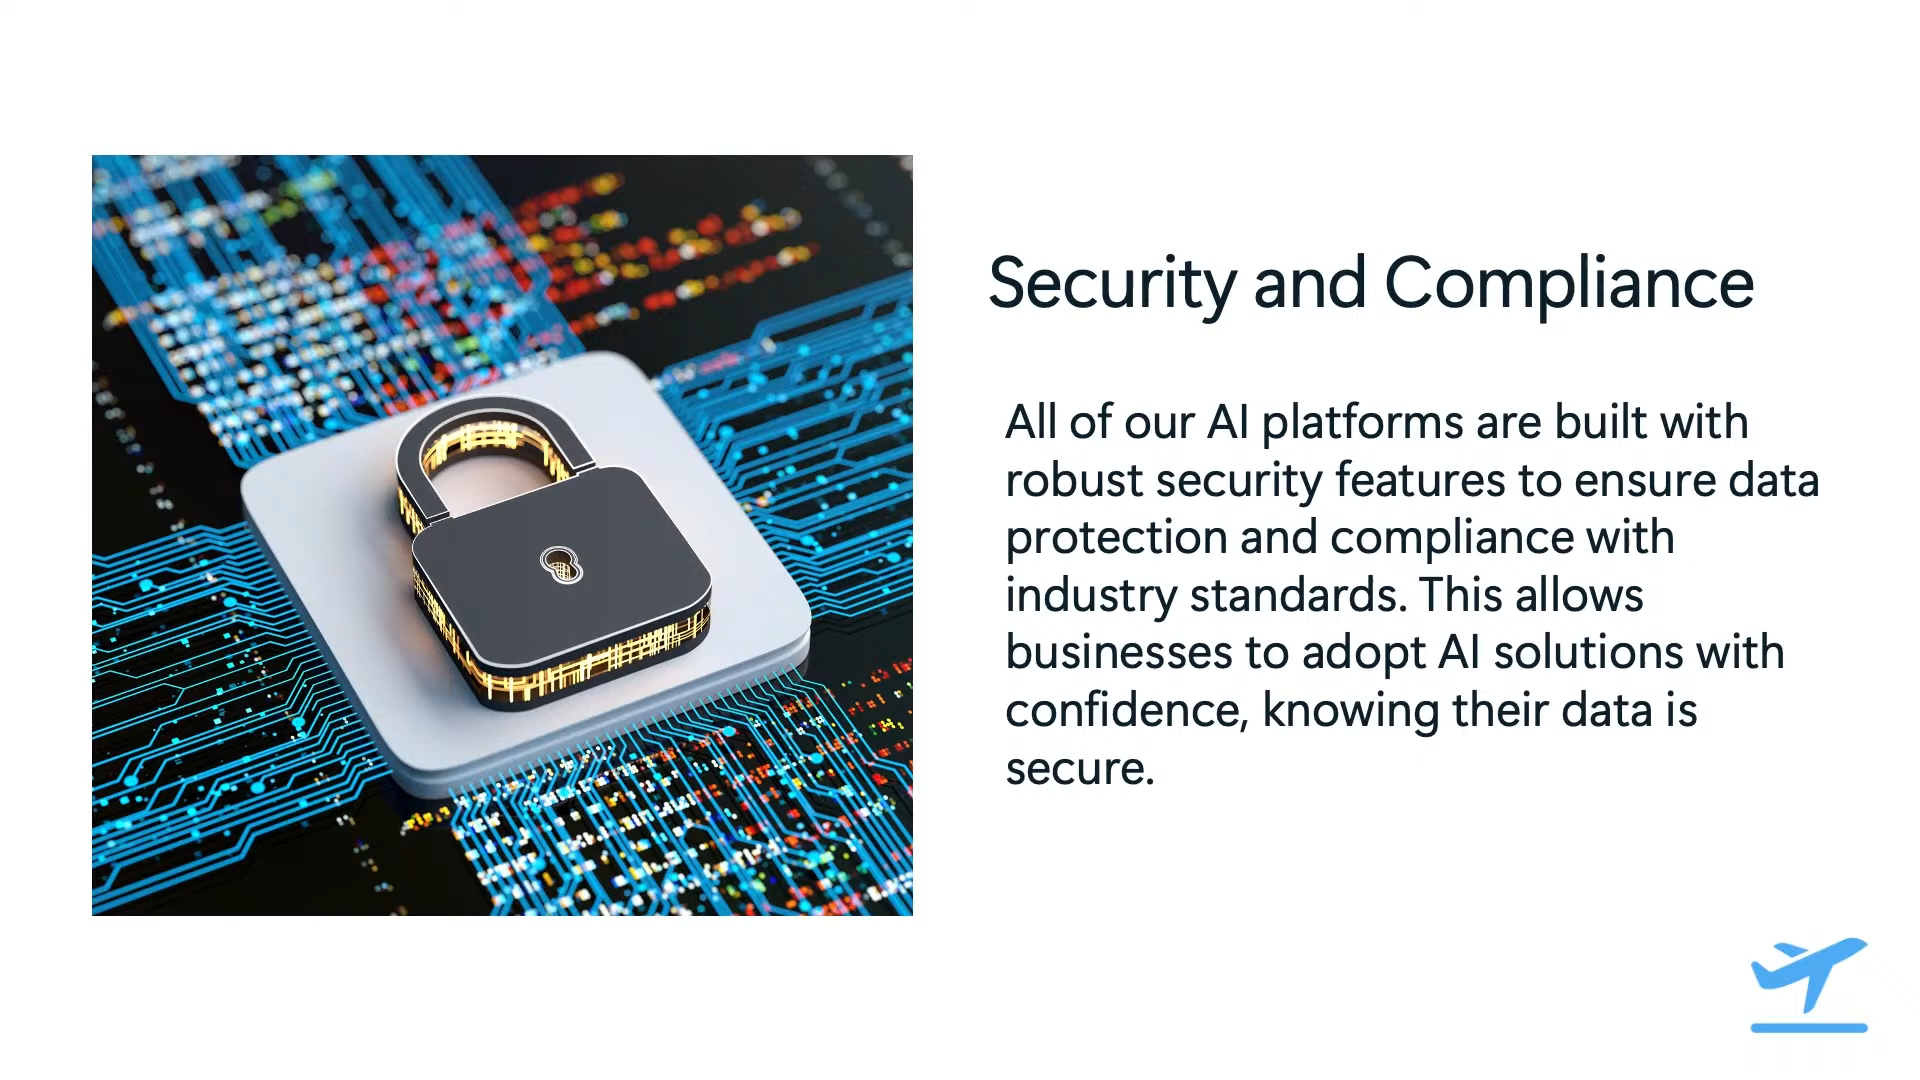 Security and Compliance
All of our AI platforms are built with
robust security features to ensure data
protection and compliance with
industry standards. This allows
businesses to adopt AI solutions with
confidence, knowing their data is
secure.